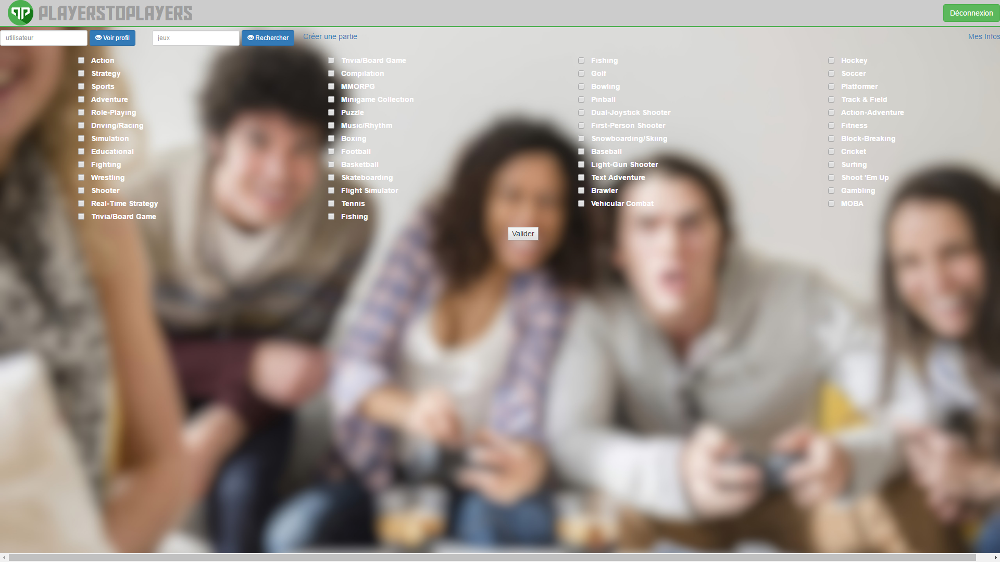 PLAYERSTOPLAYERS
Déconnexion
utilisateur
Voir profil
jeux
Rechercher
Créer une partie
Mes Infos
Action
Strategy
Sports
Adventure
Role-Playing
Driving/Racing
Simulation
Educational
Fighting
Wrestling
Shooter
Real-Time Strategy
Trivia/Board Game
Trivia/Board Game
Compilation
MMORPG
Minigame Collection
Puzzle
Music/Rhythm
Boxing
Football
Basketball
Skateboarding
Flight Simulator
Tennis
Fishing
Fishing
Golf
Bowling
Pinball
Dual-Joystick Shooter
First-Person Shooter
Snowboarding/Skiing
Baseball
Light-Gun Shooter
Text Adventure
Brawler
Vehicular Combat
Hockey
Soccer
Platformer
Track & Field
Action-Adventure
Fitness
Block-Breaking
Cricket
Surfing
Shoot 'Em Up
Gambling
MOBA
Valider